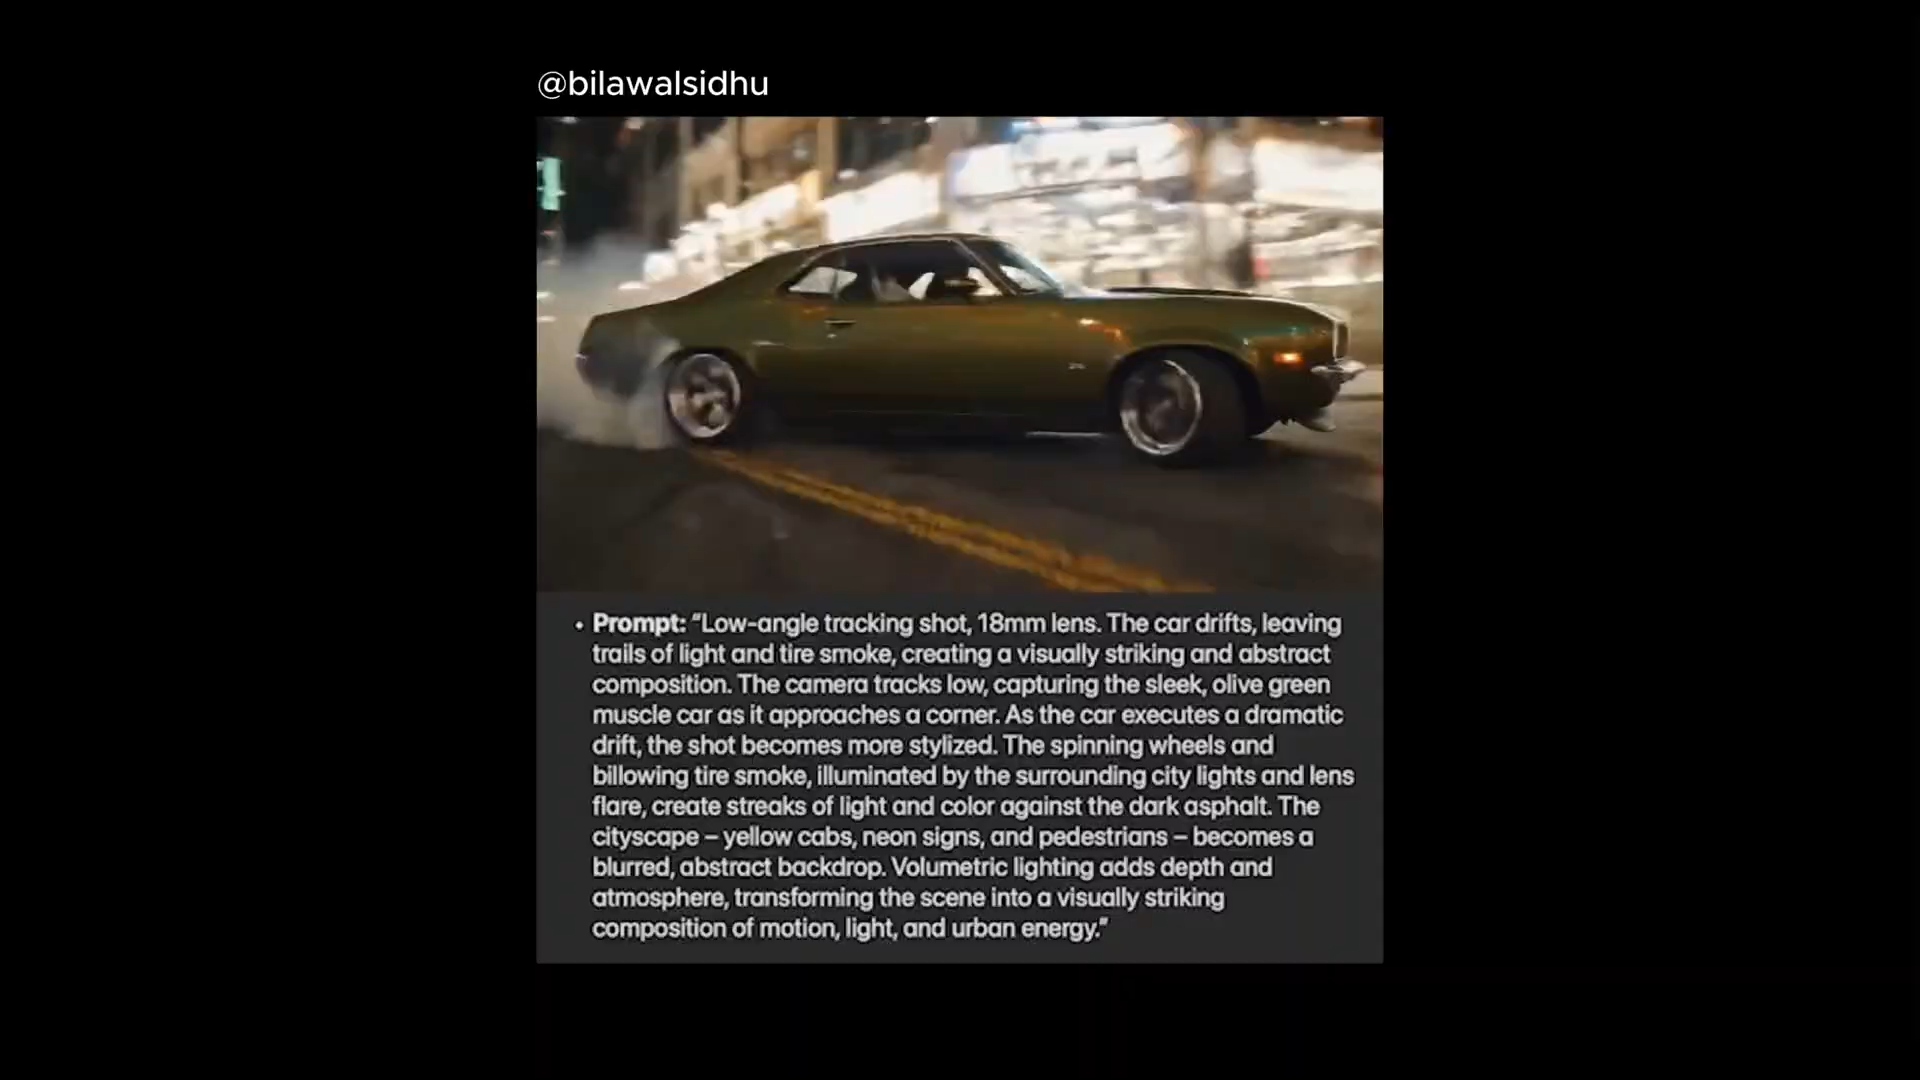 @bilawalsidhu
• Prompt: “Low-angle tracking shot, 18mm lens. The car drifts, leaving
trails of light and tire smoke, creating a visually striking and abstract
composition. The camera tracks low, capturing the sleek, olive green
muscle car as it approaches a corner. As the car executes a dramatic
drift, the shot becomes more stylized. The spinning wheels and
billowing tire smoke, illuminated by the surrounding city lights and lens
flare, create streaks of light and color against the dark asphalt. The
cityscape – yellow cabs, neon signs, and pedestrians – becomes a
blurred, abstract backdrop. Volumetric lighting adds depth and
atmosphere, transforming the scene into a visually striking
composition of motion, light, and urban energy.”